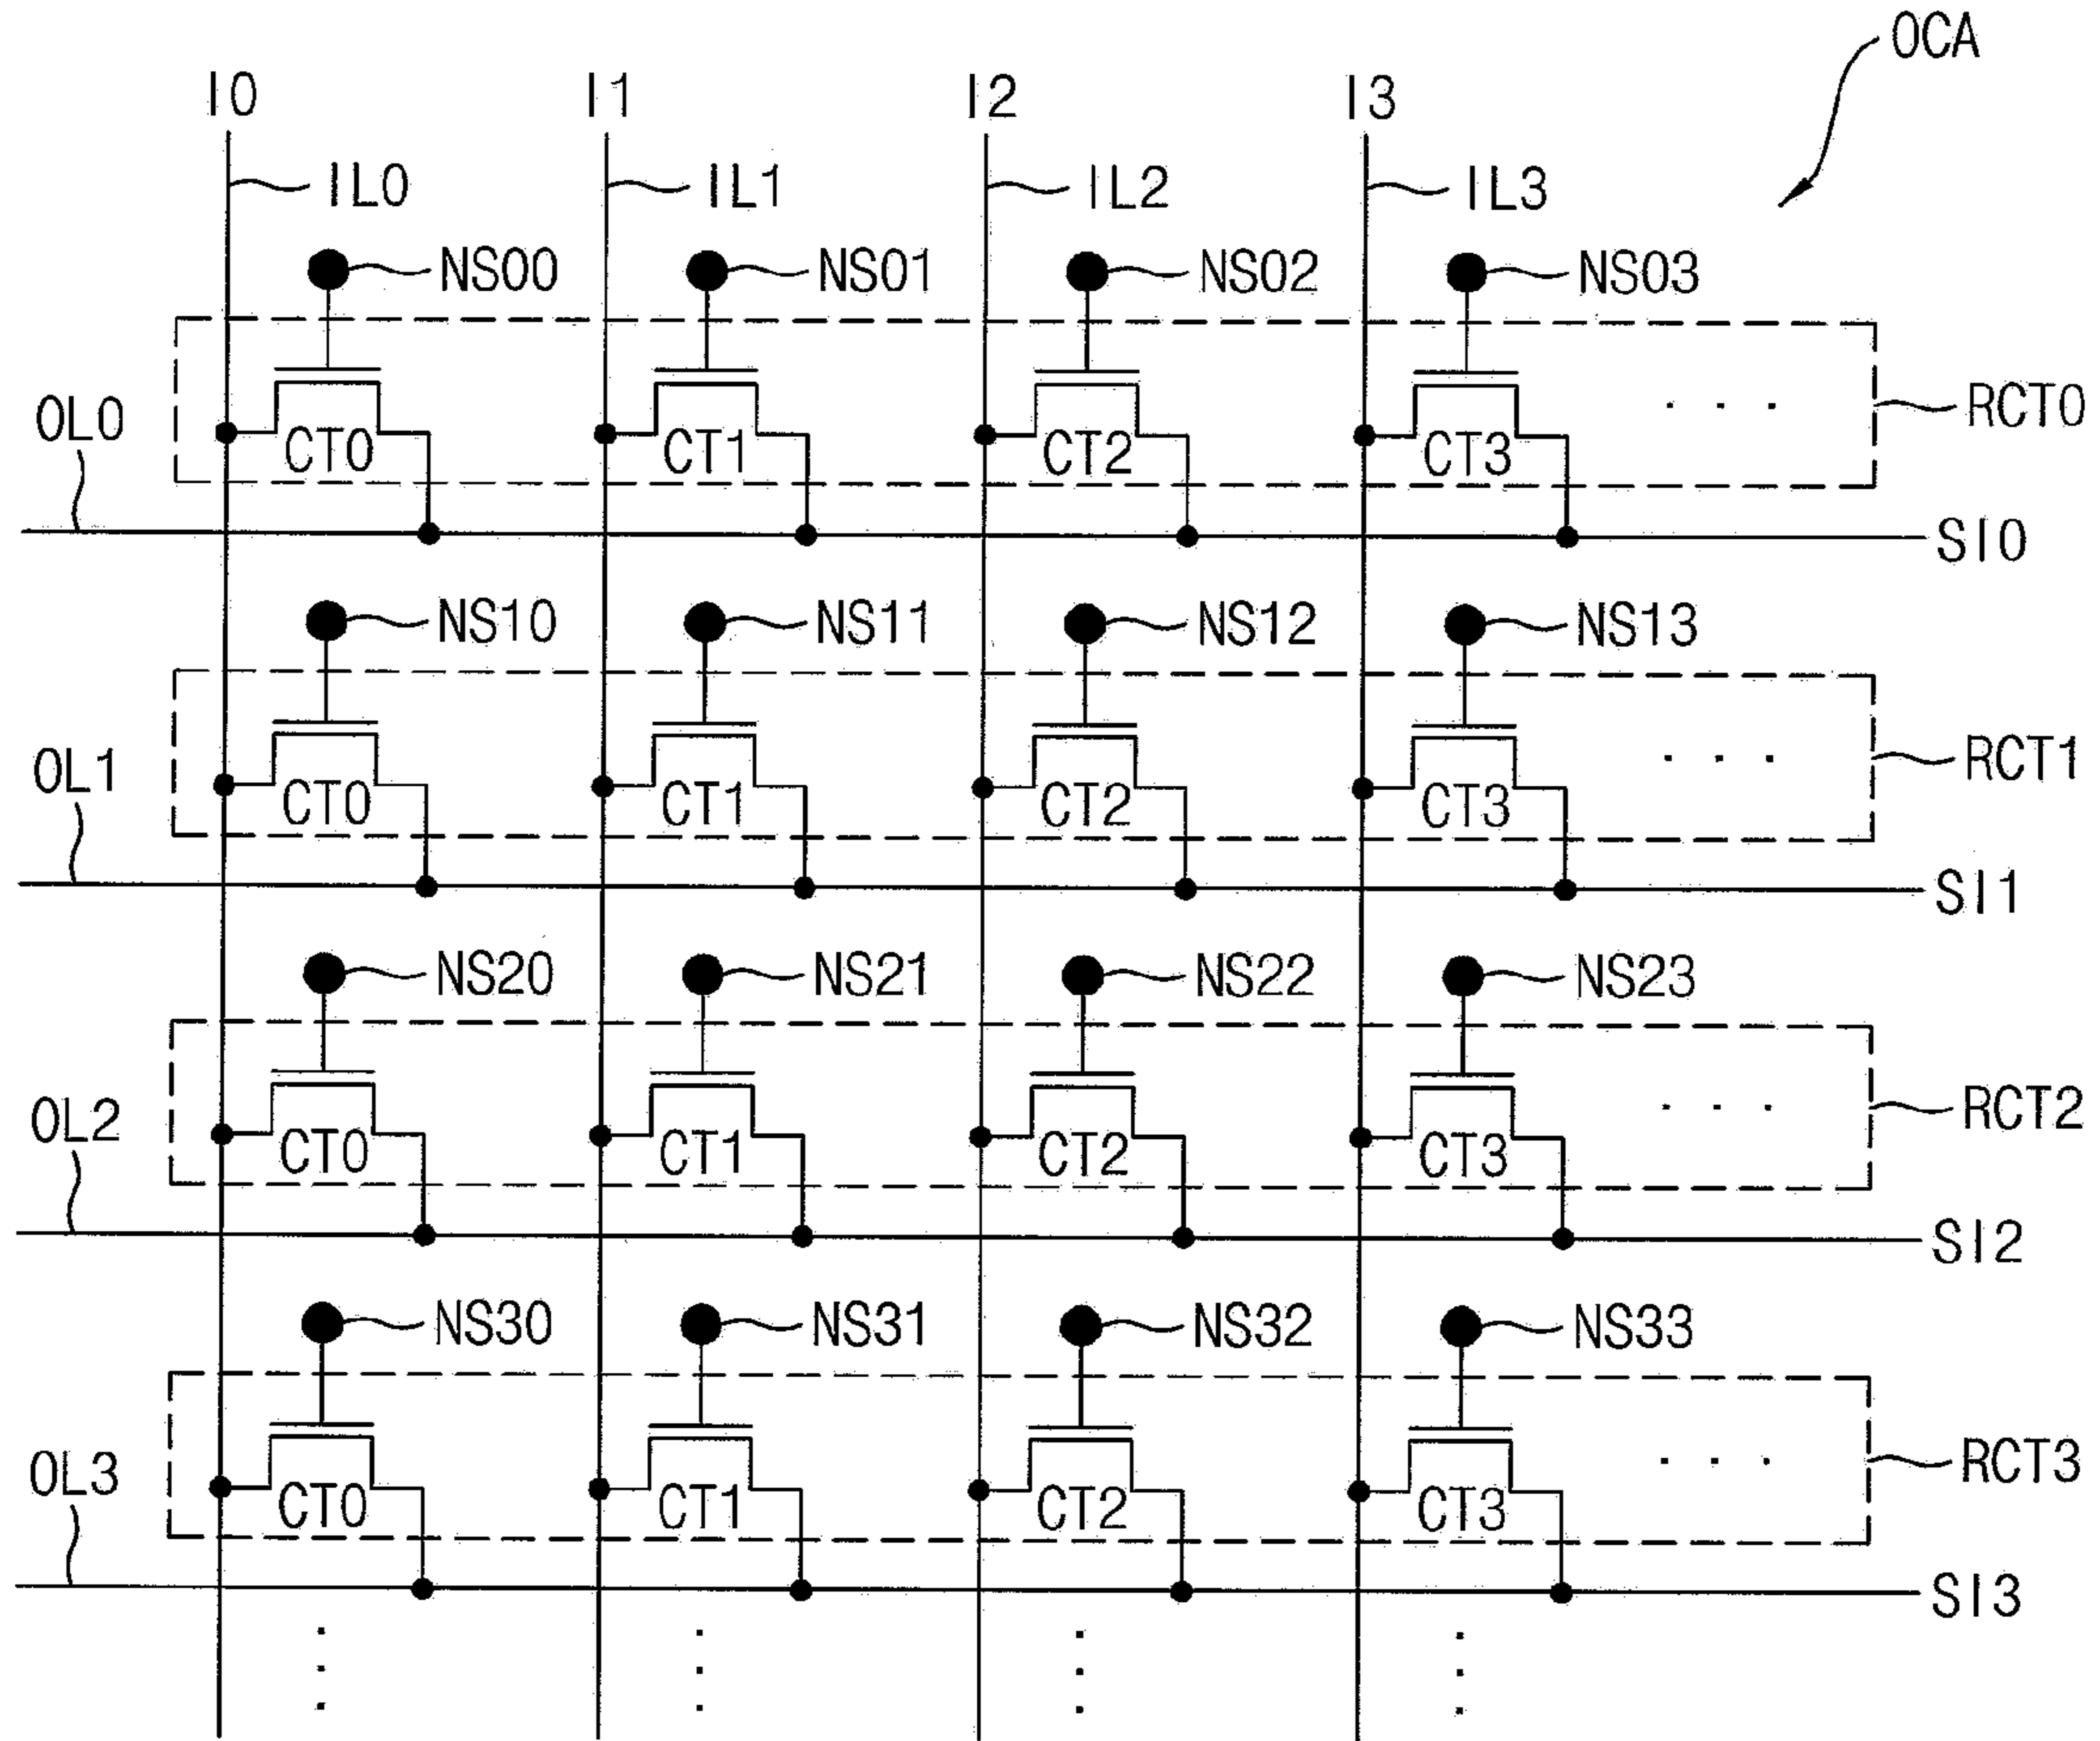 OCA
I0 I1 I2 I3
IL0 IL1 IL2 IL3
NS00 NS01 NS02 NS03
OL0 CT0 CT1 CT2 CT3 . . . RCT0
SI0
NS10 NS11 NS12 NS13
OL1 CT0 CT1 CT2 CT3 . . . RCT1
SI1
NS20 NS21 NS22 NS23
OL2 CT0 CT1 CT2 CT3 . . . RCT2
SI2
NS30 NS31 NS32 NS33
OL3 CT0 CT1 CT2 CT3 . . . RCT3
SI3